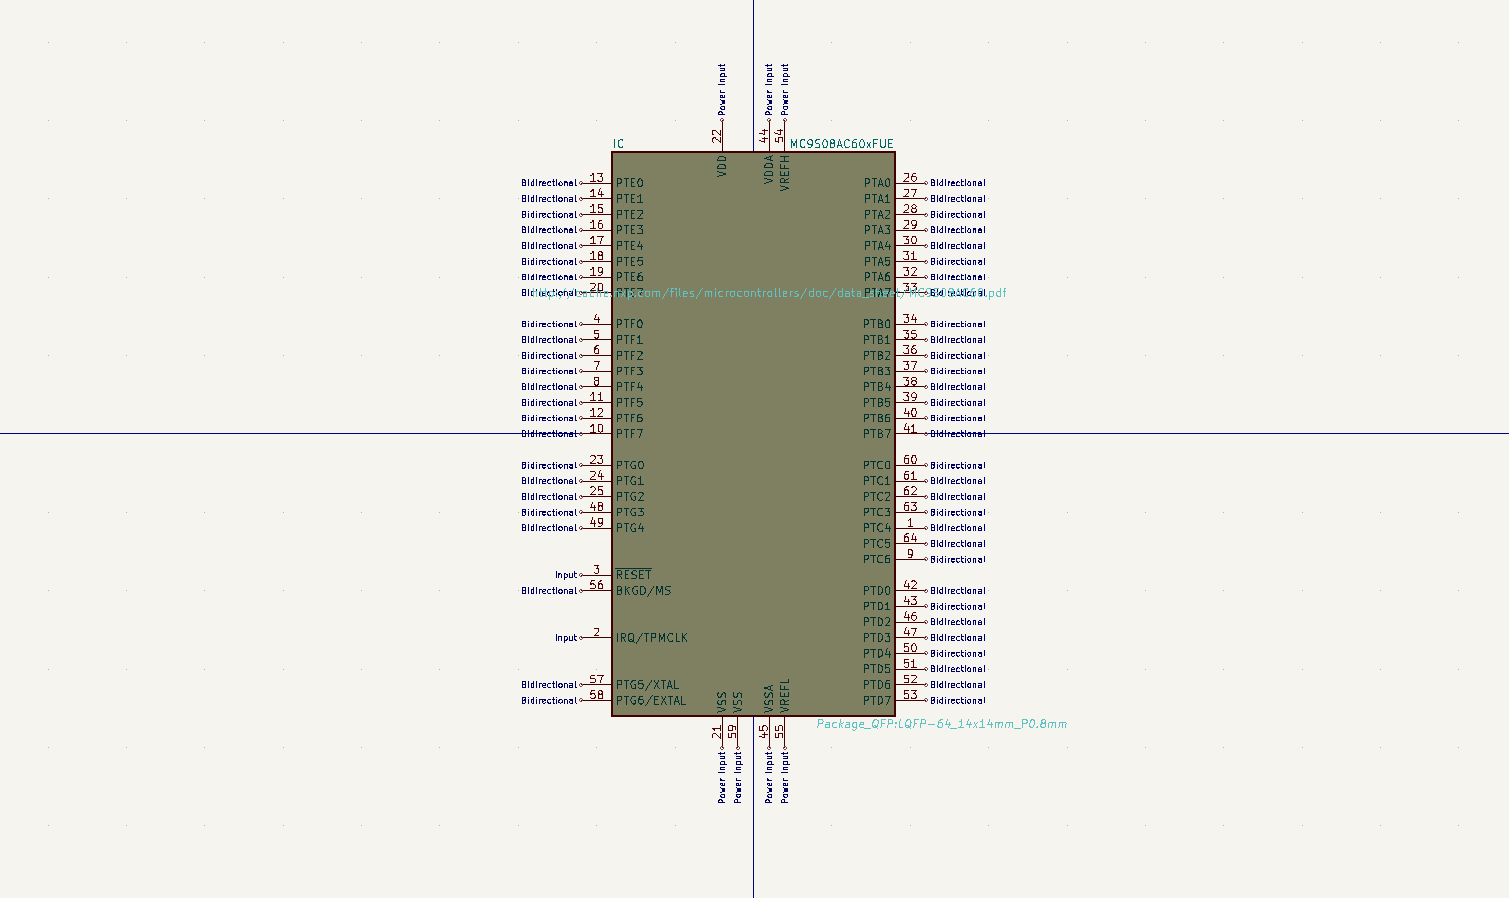 Power Input Power Input Power Input
22 44 54
IC MC9S08AC60xFUE
VDD VDDA VREFH
Bidirectional 13 PTE0 PTA0 26 Bidirectional
Bidirectional 14 PTE1 PTA1 27 Bidirectional
Bidirectional 15 PTE2 PTA2 28 Bidirectional
Bidirectional 16 PTE3 PTA3 29 Bidirectional
Bidirectional 17 PTE4 PTA4 30 Bidirectional
Bidirectional 18 PTE5 PTA5 31 Bidirectional
Bidirectional 19 PTE6 PTA6 32 Bidirectional
Bidirectional 20 PTE7 PTA7 33 Bidirectional
Bidirectional 4 PTF0 PTB0 34 Bidirectional
Bidirectional 5 PTF1 PTB1 35 Bidirectional
Bidirectional 6 PTF2 PTB2 36 Bidirectional
Bidirectional 7 PTF3 PTB3 37 Bidirectional
Bidirectional 8 PTF4 PTB4 38 Bidirectional
Bidirectional 11 PTF5 PTB5 39 Bidirectional
Bidirectional 12 PTF6 PTB6 40 Bidirectional
Bidirectional 10 PTF7 PTB7 41 Bidirectional
Bidirectional 23 PTG0 PTC0 60 Bidirectional
Bidirectional 24 PTG1 PTC1 61 Bidirectional
Bidirectional 25 PTG2 PTC2 62 Bidirectional
Bidirectional 48 PTG3 PTC3 63 Bidirectional
Bidirectional 49 PTG4 PTC4 1 Bidirectional
PTC5 64 Bidirectional
PTC6 9 Bidirectional
Input 3 RESET
Bidirectional 56 BKGD/MS PTD0 42 Bidirectional
PTD1 43 Bidirectional
PTD2 46 Bidirectional
Input 2 IRQ/TPMCLK PTD3 47 Bidirectional
PTD4 50 Bidirectional
PTD5 51 Bidirectional
Bidirectional 57 PTG5/XTAL PTD6 52 Bidirectional
Bidirectional 58 PTG6/EXTAL PTD7 53 Bidirectional
VSS VSS VSSA VREFL
Package_QFP:LQFP-64_14x14mm_P0.8mm
21 59 45 55
Power Input Power Input Power Input Power Input